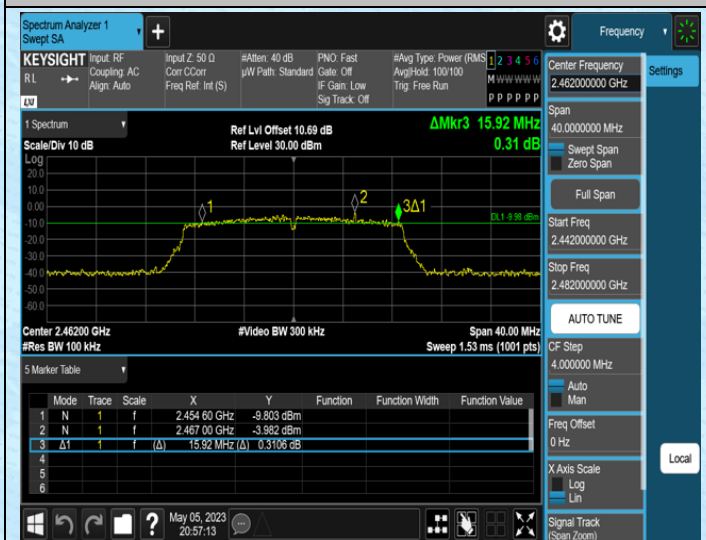 Spectrum Analyzer 1
Swept SA
+
Frequency
KEYSIGHT
RL
LXI
Input: RF
Coupling: AC
Align: Auto
Input Z: 50 Ω
Corr CCorr
Freq Ref: Int (S)
#Atten: 40 dB
µW Path: Standard
PNO: Fast
Gate: Off
IF Gain: Low
Sig Track: Off
#Avg Type: Power (RMS
Avg|Hold: 100/100
Trig: Free Run
1 2 3 4 5 6
M W W W W W
P P P P P P
1 Spectrum
Scale/Div 10 dB
Ref Lvl Offset 10.69 dB
Ref Level 30.00 dBm
ΔMkr3 15.92 MHz
0.31 dB
Log
20.0
10.0
0.00
-10.0
-20.0
-30.0
-40.0
-50.0
-60.0
1
2
3Δ1
DL1 -9.98 dBm
Center 2.46200 GHz
#Res BW 100 kHz
#Video BW 300 kHz
Span 40.00 MHz
Sweep 1.53 ms (1001 pts)
5 Marker Table
Mode Trace Scale X Y Function Function Width Function Value
1 N 1 f 2.454 60 GHz -9.803 dBm
2 N 1 f 2.467 00 GHz -3.982 dBm
3 Δ1 1 f (Δ) 15.92 MHz (Δ) 0.3106 dB
4
5
6
May 05, 2023
20:57:13
?
Center Frequency
2.462000000 GHz
Span
40.0000000 MHz
Swept Span
Zero Span
Full Span
Start Freq
2.442000000 GHz
Stop Freq
2.482000000 GHz
AUTO TUNE
CF Step
4.000000 MHz
Auto
Man
Freq Offset
0 Hz
X Axis Scale
Log
Lin
Signal Track
(Span Zoom)
Settings
Local